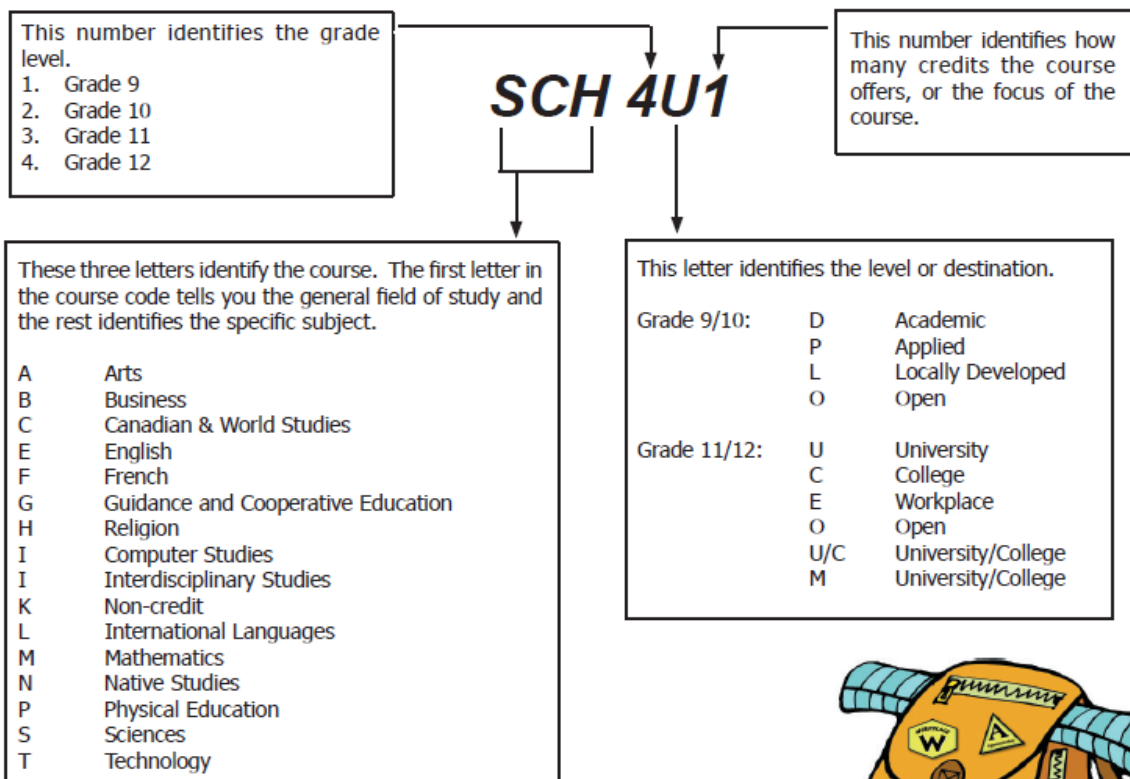 This number identifies the grade
level.
1. Grade 9
2. Grade 10
3. Grade 11
4. Grade 12
SCH 4U1
This number identifies how
many credits the course
offers, or the focus of the
course.
These three letters identify the course. The first letter in
the course code tells you the general field of study and
the rest identifies the specific subject.
A Arts
B Business
C Canadian & World Studies
E English
F French
G Guidance and Cooperative Education
H Religion
I Computer Studies
I Interdisciplinary Studies
K Non-credit
L International Languages
M Mathematics
N Native Studies
P Physical Education
S Sciences
T Technology
This letter identifies the level or destination.
Grade 9/10: D Academic
P Applied
L Locally Developed
O Open
Grade 11/12: U University
C College
E Workplace
O Open
U/C University/College
M University/College
W
A